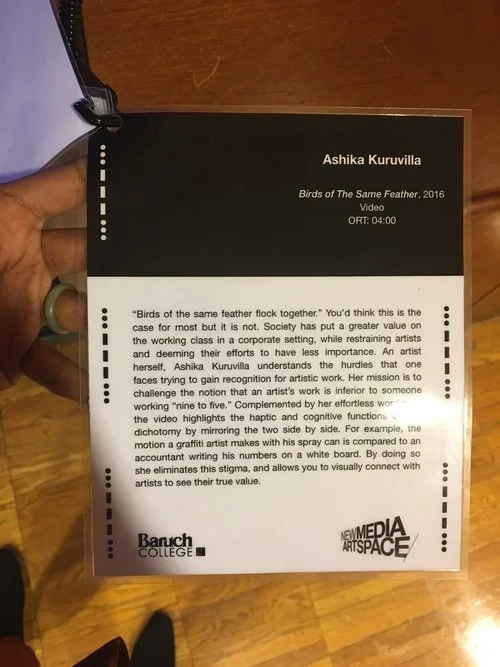 Ashika Kuruvilla
Birds of The Same Feather, 2016
Video
ORT: 04:00
“Birds of the same feather flock together.” You’d think this is the
case for most but it is not. Society has put a greater value on
the working class in a corporate setting, while restraining artists
and deeming their efforts to have less importance. An artist
herself, Ashika Kuruvilla understands the hurdles that one
faces trying to gain recognition for artistic work. Her mission is to
challenge the notion that an artist’s work is inferior to someone
working “nine to five.” Complemented by her effortless
the video highlights the haptic and cognitive functions
dichotomy by mirroring the two side by side. For example, the
motion a graffiti artist makes with his spray can is compared to an
accountant writing his numbers on a white board. By doing so
she eliminates this stigma, and allows you to visually connect with
artists to see their true value.
Baruch
COLLEGE
NEWMEDIA
ARTSPACE